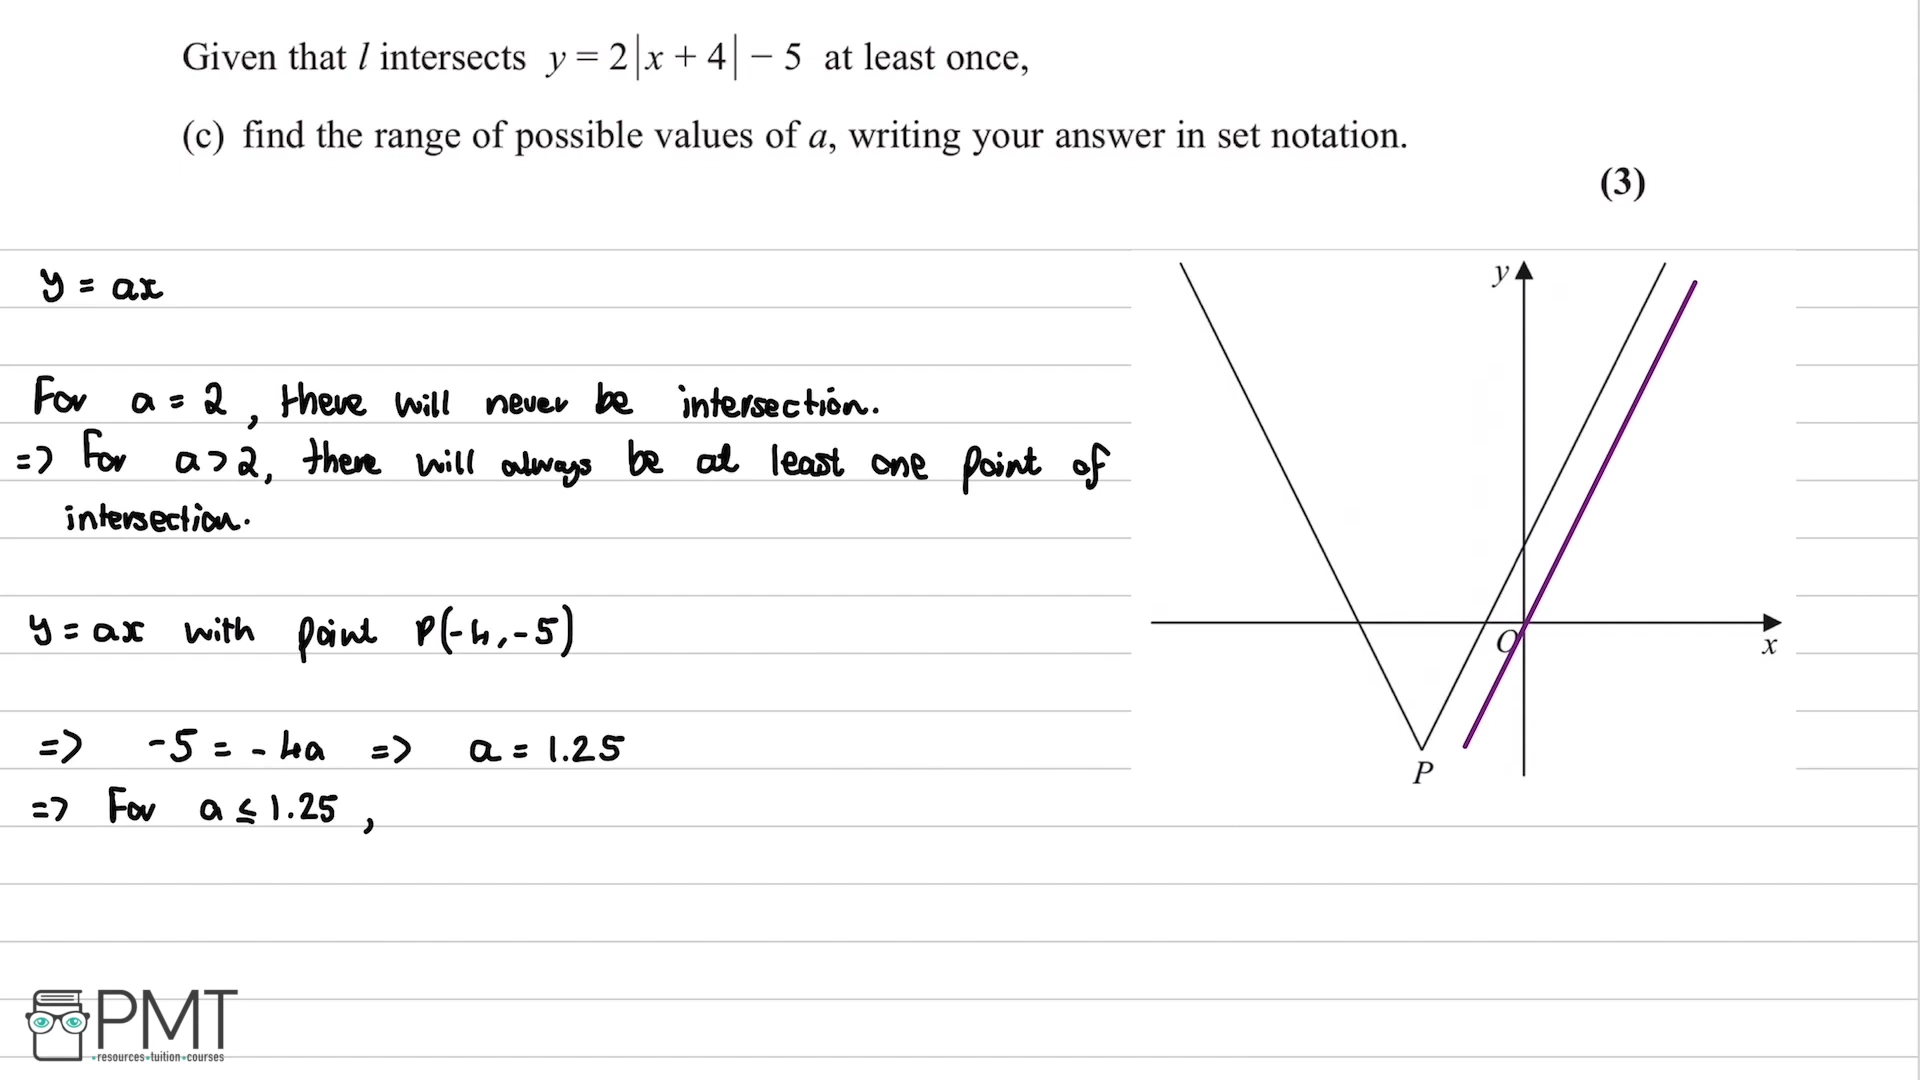 Given that l intersects y = 2|x + 4| − 5 at least once,
(c) find the range of possible values of a, writing your answer in set notation.
(3)
y = ax
For a = 2, there will never be intersection.
=> For a > 2, there will always be at least one point of
intersection.
y = ax with point P(-4, -5)
=> -5 = -4a => a = 1.25
=> For a ≤ 1.25,
y
O
x
P
PMT
•resources•tuition•courses